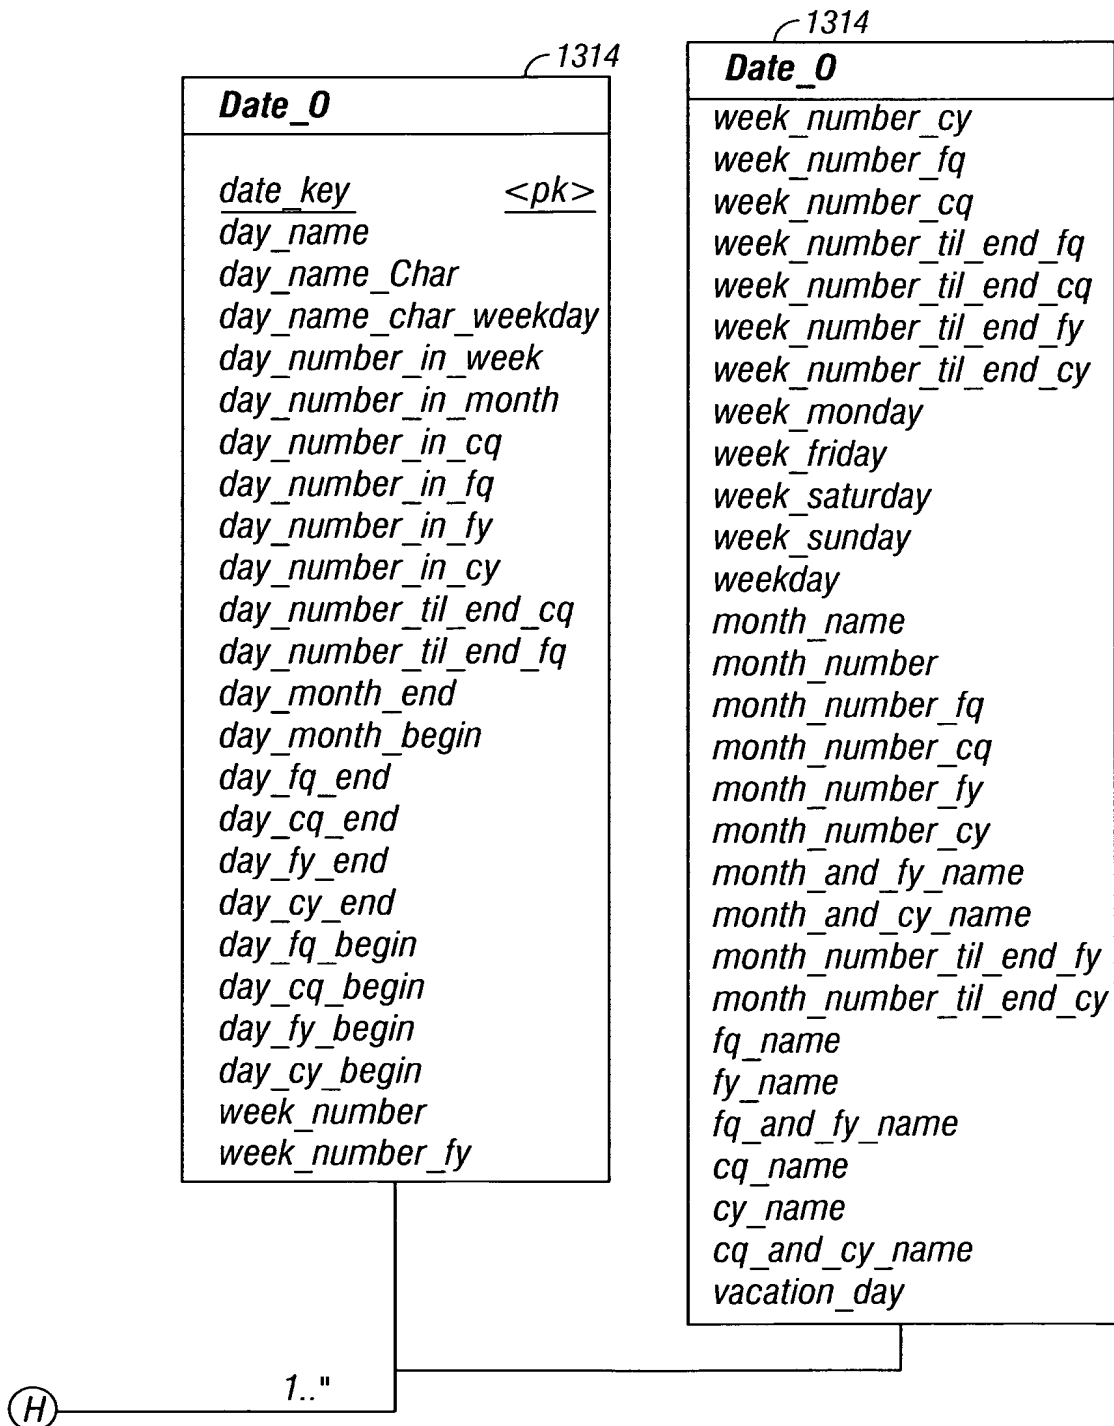 1314
Date_0
date_key <pk>
day_name
day_name_Char
day_name_char_weekday
day_number_in_week
day_number_in_month
day_number_in_cq
day_number_in_fq
day_number_in_fy
day_number_in_cy
day_number_til_end_cq
day_number_til_end_fq
day_month_end
day_month_begin
day_fq_end
day_cq_end
day_fy_end
day_cy_end
day_fq_begin
day_cq_begin
day_fy_begin
day_cy_begin
week_number
week_number_fy
1314
Date_0
week_number_cy
week_number_fq
week_number_cq
week_number_til_end_fq
week_number_til_end_cq
week_number_til_end_fy
week_number_til_end_cy
week_monday
week_friday
week_saturday
week_sunday
weekday
month_name
month_number
month_number_fq
month_number_cq
month_number_fy
month_number_cy
month_and_fy_name
month_and_cy_name
month_number_til_end_fy
month_number_til_end_cy
fq_name
fy_name
fq_and_fy_name
cq_name
cy_name
cq_and_cy_name
vacation_day
1.."
H